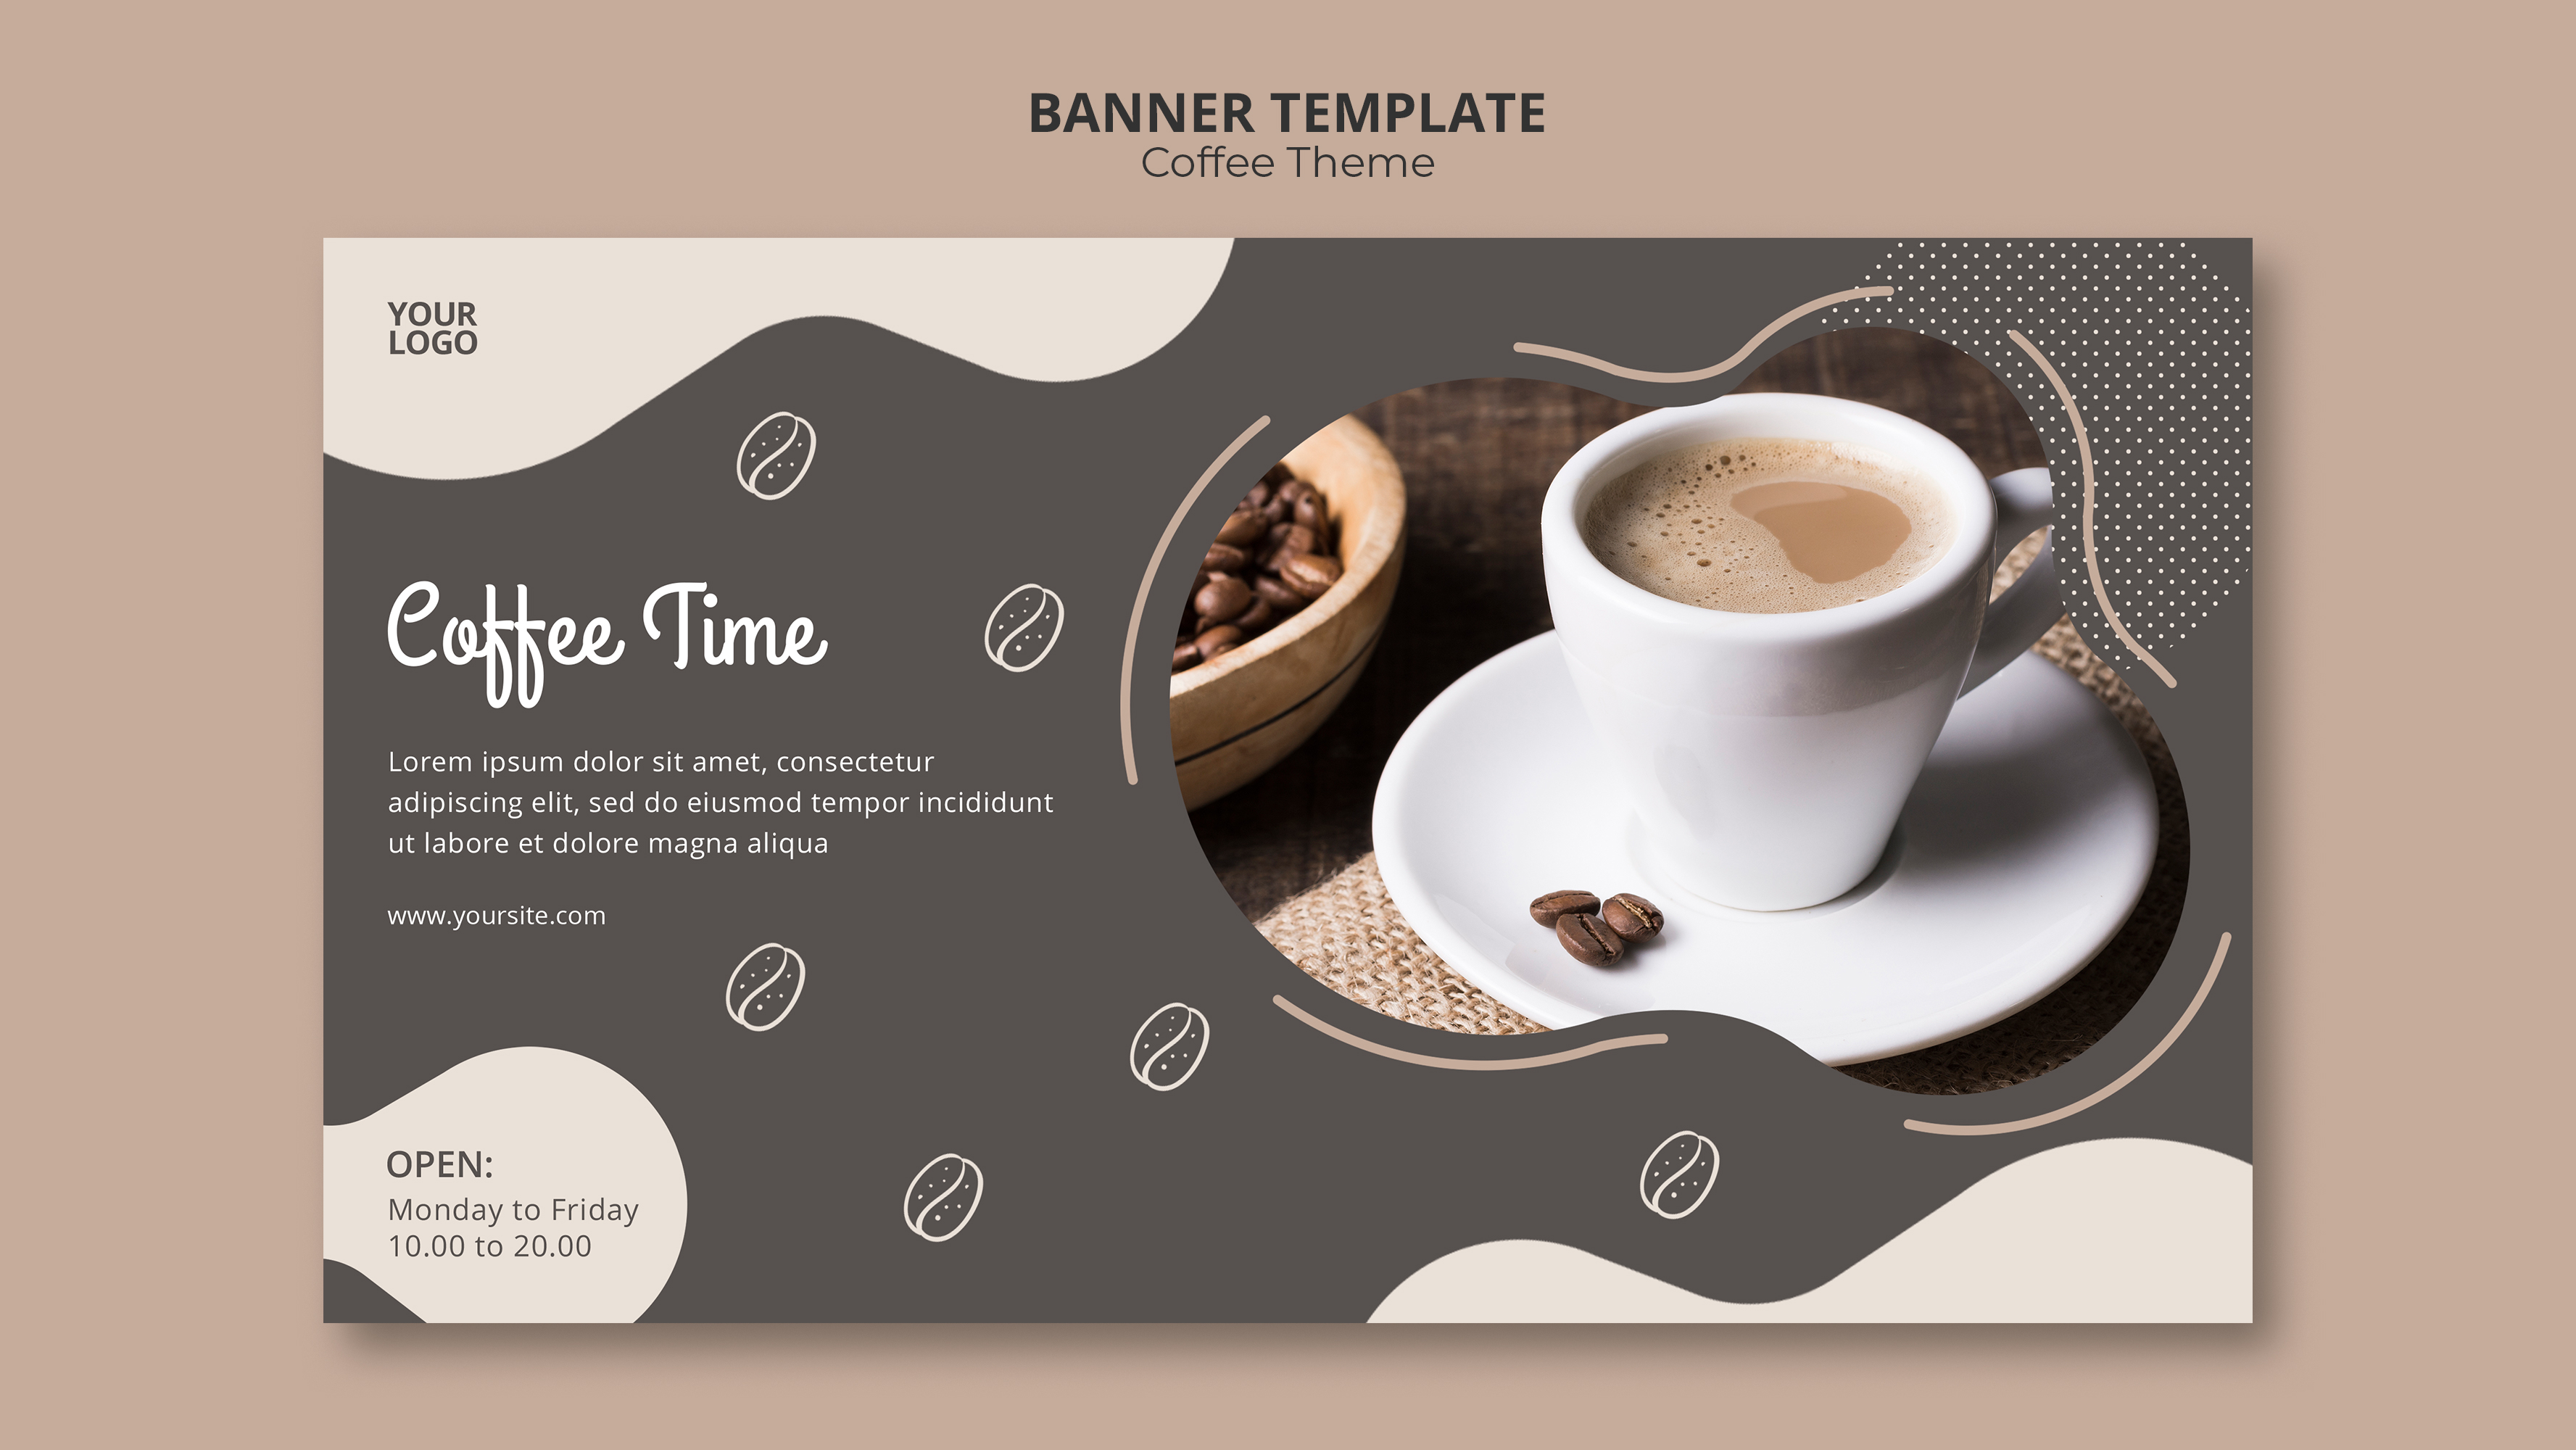 BANNER TEMPLATE
Coffee Theme
YOUR
LOGO
Coffee Time
Lorem ipsum dolor sit amet, consectetur
adipiscing elit, sed do eiusmod tempor incididunt
ut labore et dolore magna aliqua
www.yoursite.com
OPEN:
Monday to Friday
10.00 to 20.00